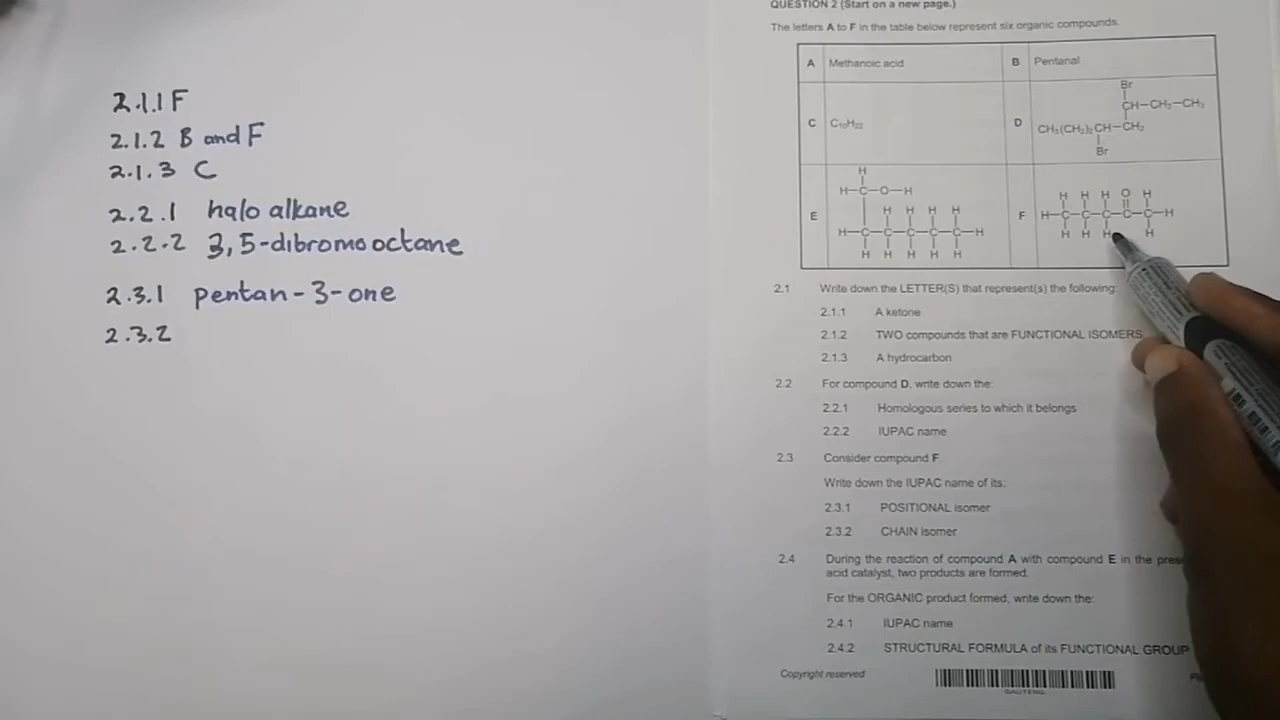 2.1.1 F
2.1.2 B and F
2.1.3 C
2.2.1 halo alkane
2.2.2 3,5-dibromooctane
2.3.1 pentan-3-one
2.3.2
QUESTION 2 (Start on a new page.)
The letters A to F in the table below represent six organic compounds.
A Methanoic acid B Pentanal
C C₁₀H₂₂ D
Br
CH–CH₂–CH₃
CH₃(CH₂)₂CH–CH₂
Br
E
H
H–C–O–H
H H H H
H–C–C–C–C–C–H
H H H H H
F
H H H O H
H–C–C–C–C–C–H
H H H H
2.1 Write down the LETTER(S) that represent(s) the following:
2.1.1 A ketone
2.1.2 TWO compounds that are FUNCTIONAL ISOMERS
2.1.3 A hydrocarbon
2.2 For compound D, write down the:
2.2.1 Homologous series to which it belongs
2.2.2 IUPAC name
2.3 Consider compound F.
Write down the IUPAC name of its:
2.3.1 POSITIONAL isomer
2.3.2 CHAIN isomer
2.4 During the reaction of compound A with compound E in the
acid catalyst, two products are formed.
For the ORGANIC product formed, write down the:
2.4.1 IUPAC name
2.4.2 STRUCTURAL FORMULA of its FUNCTIONAL GROUP
Copyright reserved
GAUTENG